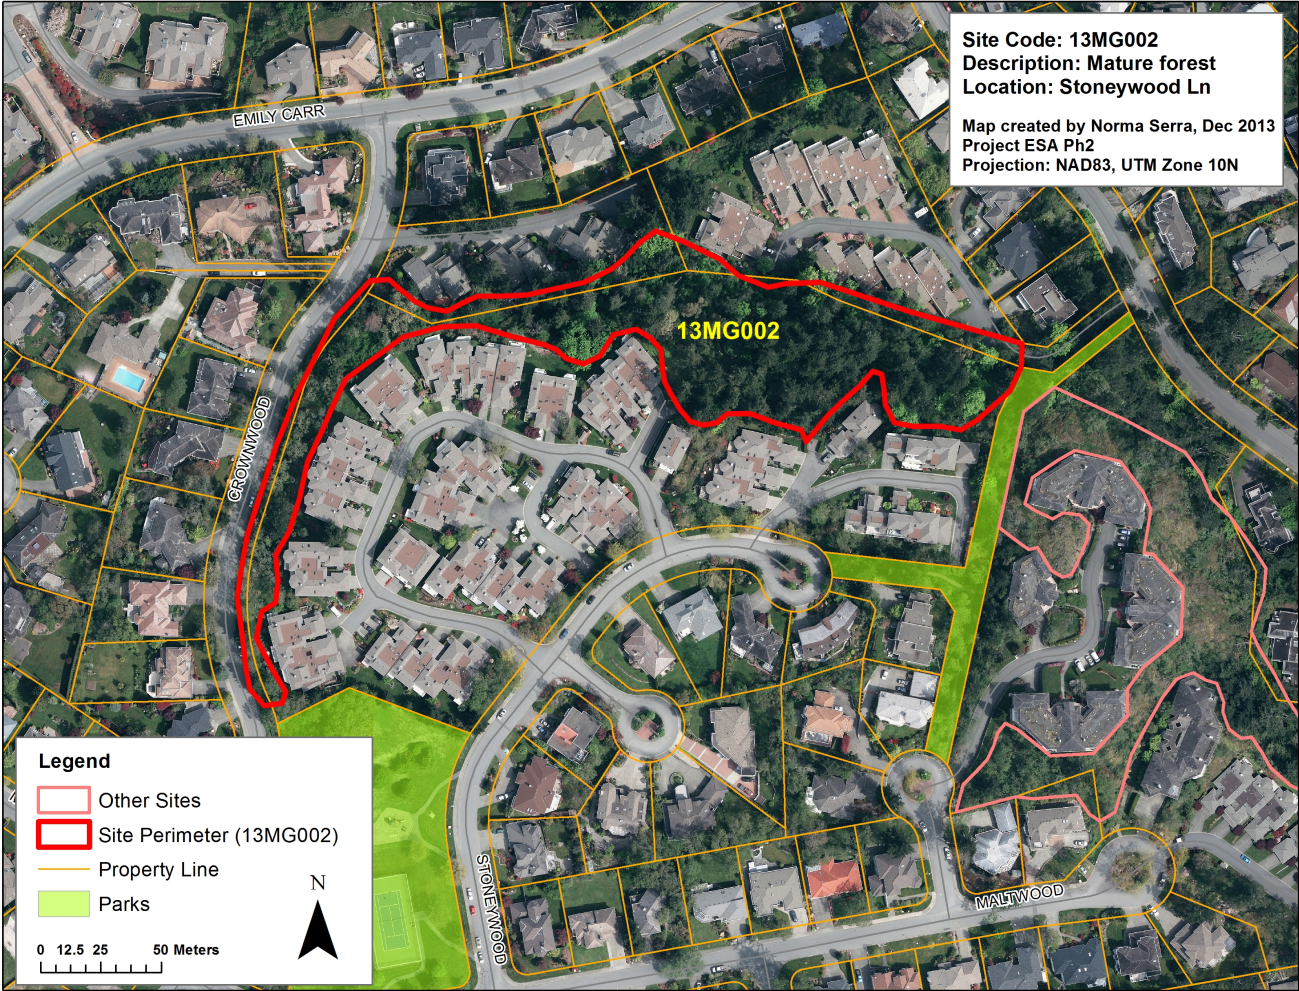 Site Code: 13MG002
Description: Mature forest
Location: Stoneywood Ln
Map created by Norma Serra, Dec 2013
Project ESA Ph2
Projection: NAD83, UTM Zone 10N
EMILY CARR
13MG002
CROWNWOOD
STONEYWOOD
MALTWOOD
Legend
Other Sites
Site Perimeter (13MG002)
Property Line
Parks
N
0 12.5 25 50 Meters